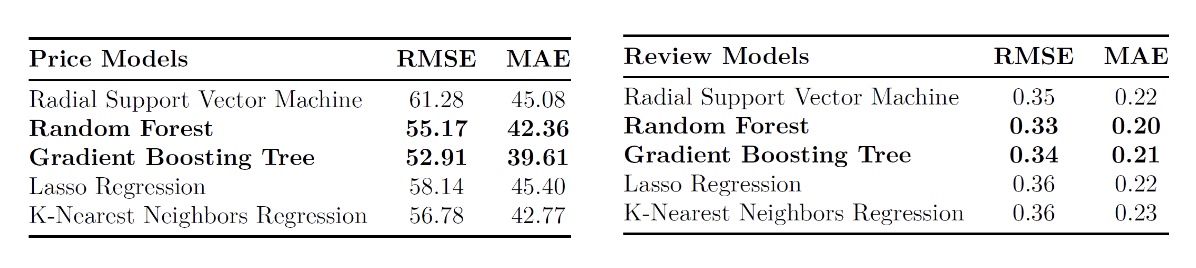 Price Models RMSE MAE
Radial Support Vector Machine 61.28 45.08
Random Forest 55.17 42.36
Gradient Boosting Tree 52.91 39.61
Lasso Regression 58.14 45.40
K-Nearest Neighbors Regression 56.78 42.77
Review Models RMSE MAE
Radial Support Vector Machine 0.35 0.22
Random Forest 0.33 0.20
Gradient Boosting Tree 0.34 0.21
Lasso Regression 0.36 0.22
K-Nearest Neighbors Regression 0.36 0.23